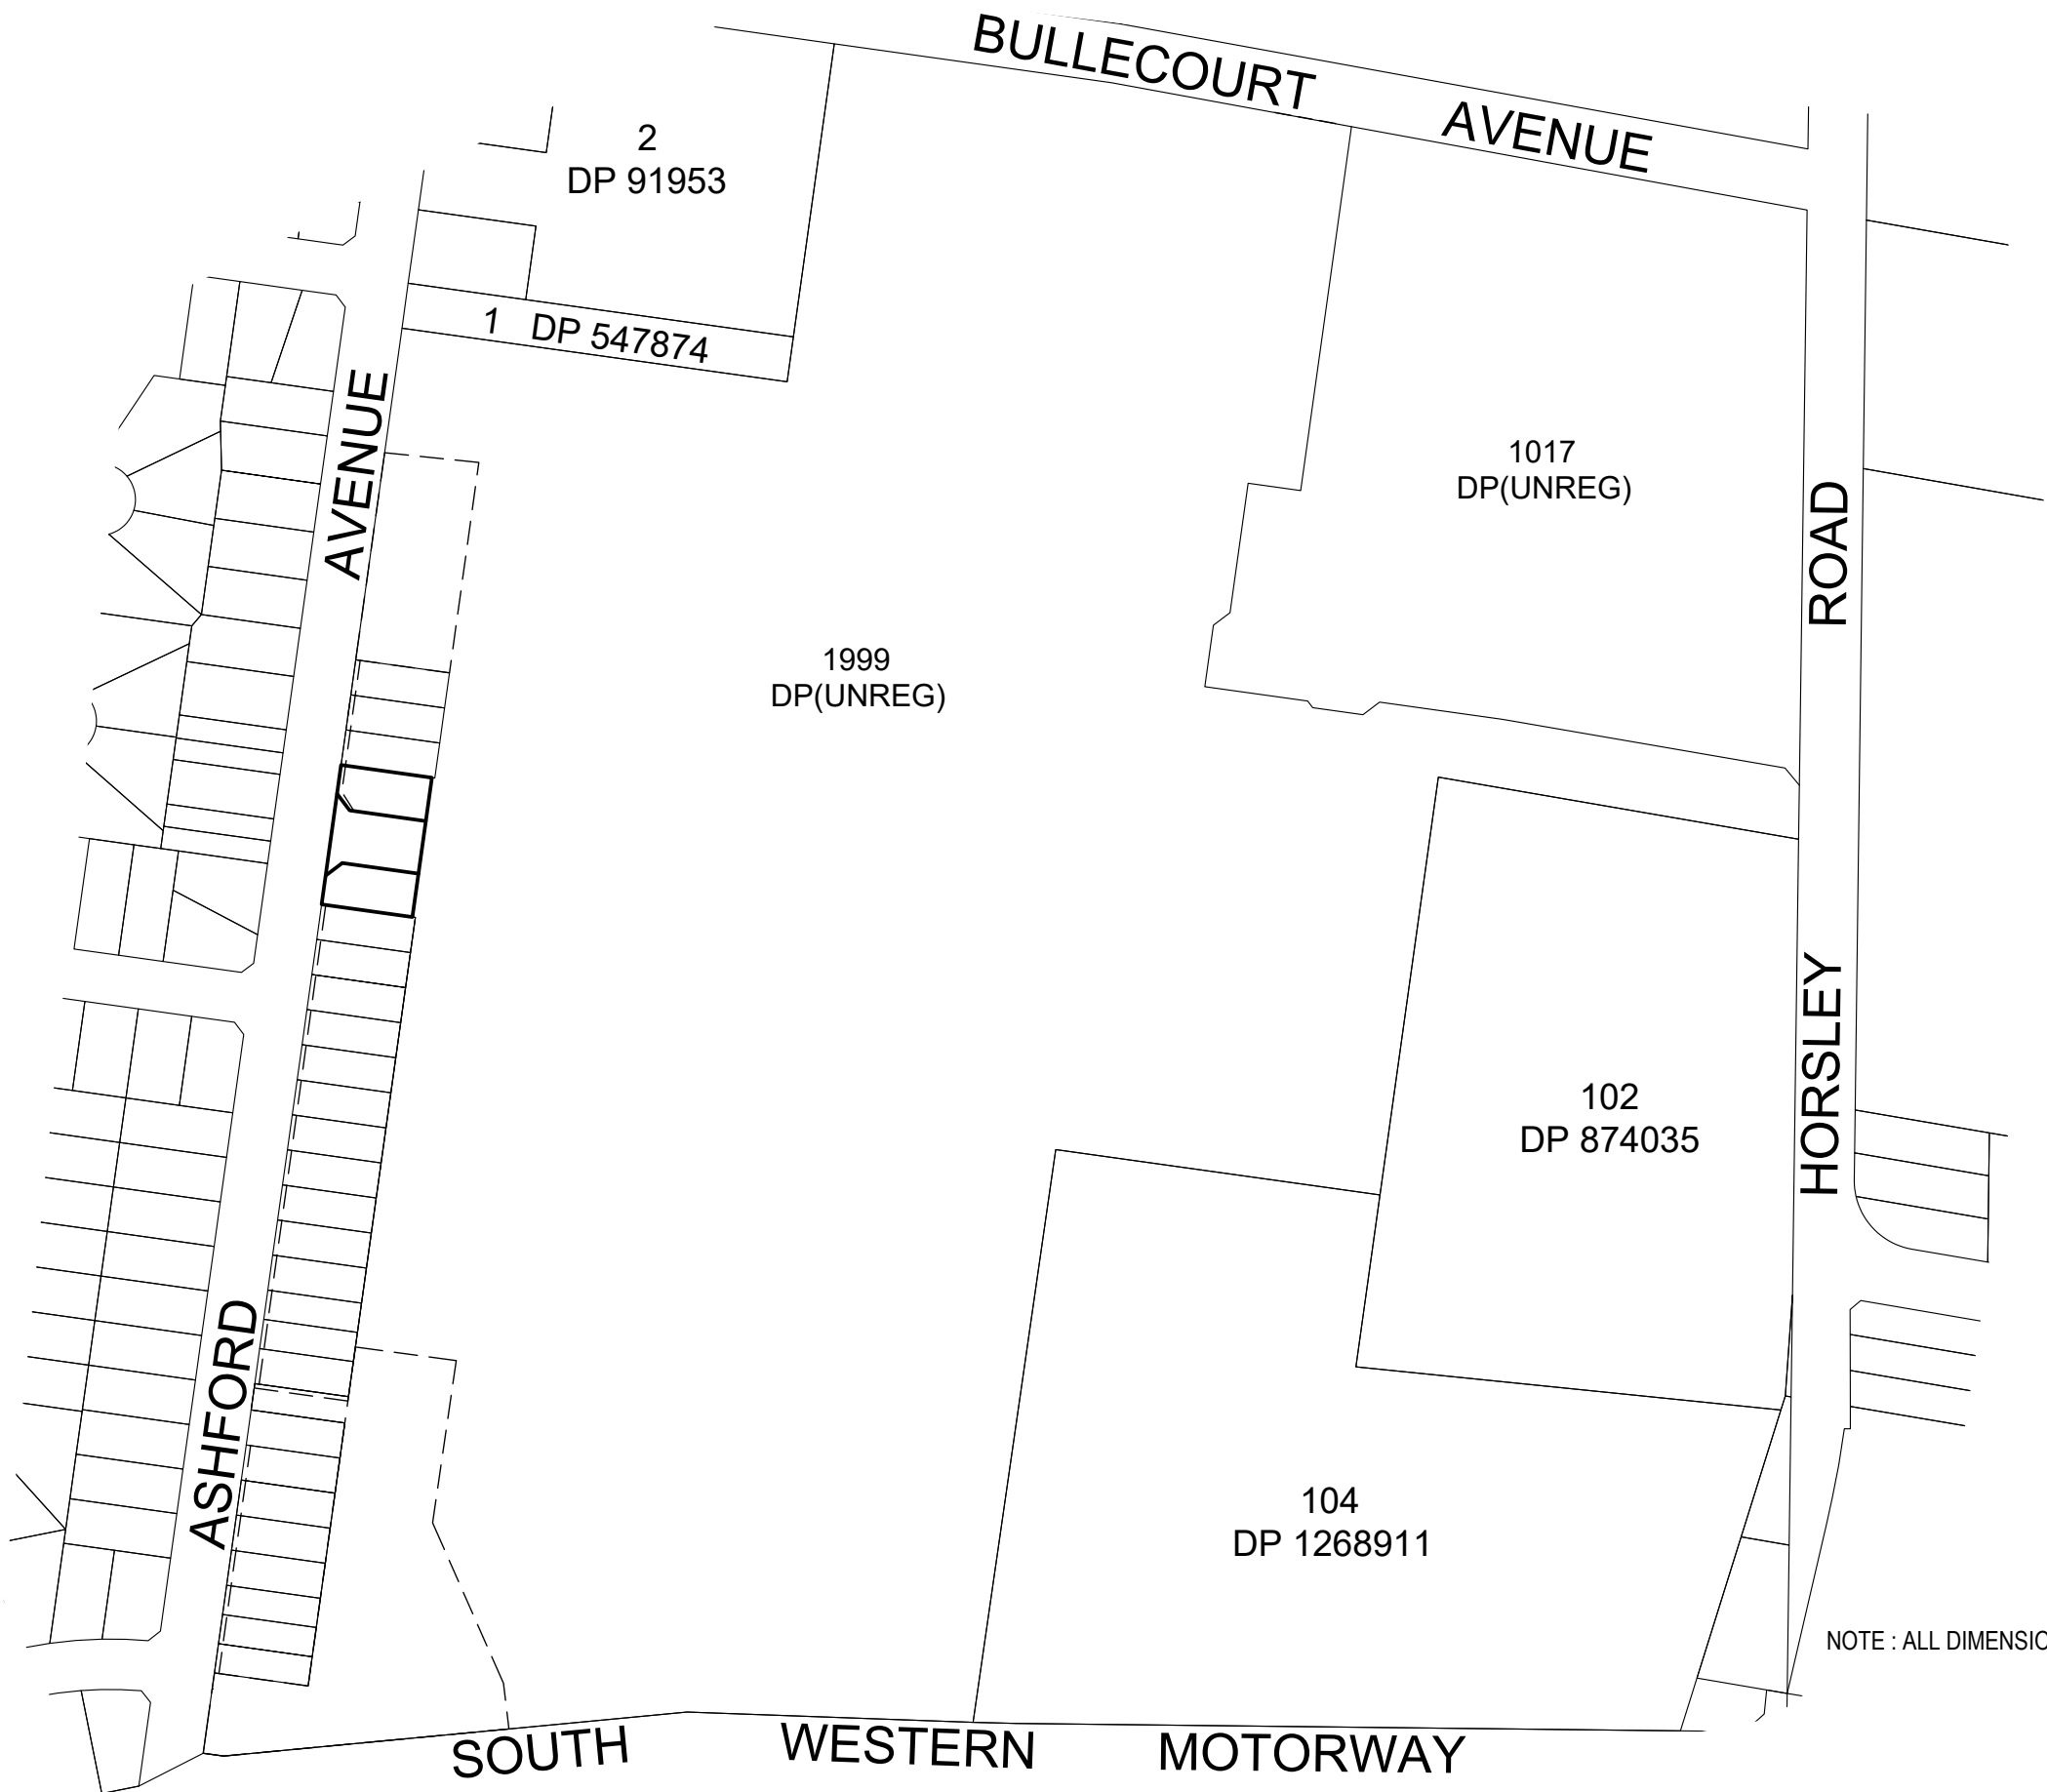 BULLECOURT AVENUE
2
DP 91953
1 DP 547874
AVENUE
1017
DP(UNREG)
ROAD
1999
DP(UNREG)
HORSLEY
102
DP 874035
ASHFORD
104
DP 1268911
NOTE : ALL DIMENSIO
SOUTH WESTERN MOTORWAY